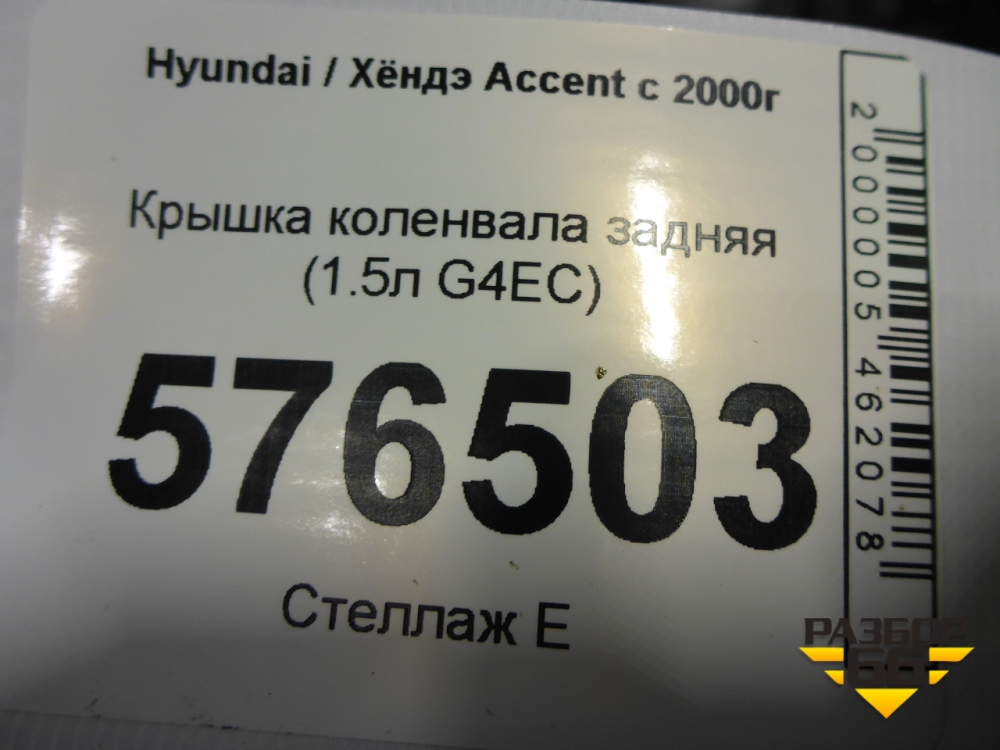 Hyundai / Хёндэ Accent с 2000г
Крышка коленвала задняя
(1.5л G4EC)
576503
Стеллаж Е
2000005462078
РАЗБОР
66